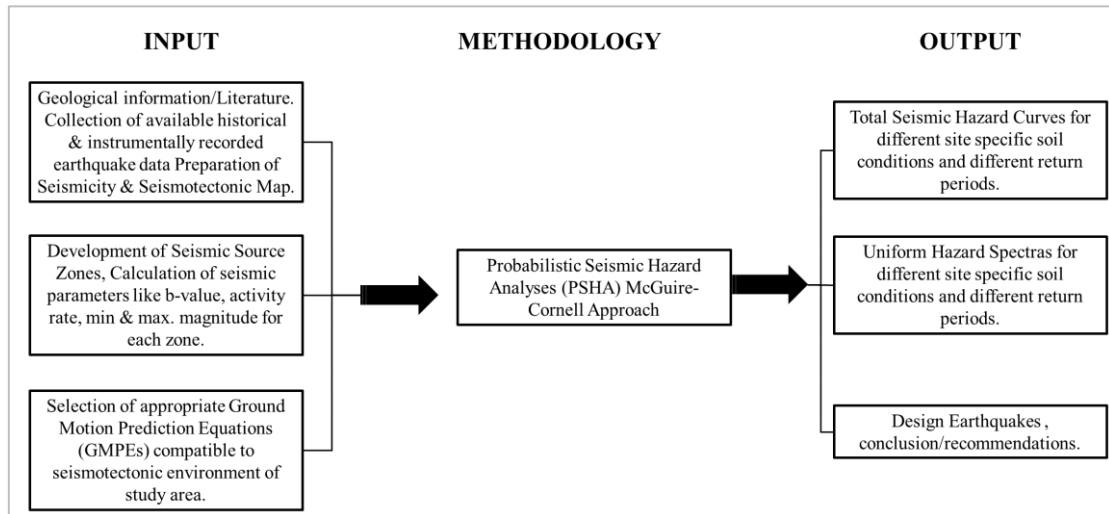 INPUT
Geological information/Literature.
Collection of available historical
& instrumentally recorded
earthquake data Preparation of
Seismicity & Seismotectonic Map.
Development of Seismic Source
Zones, Calculation of seismic
parameters like b-value, activity
rate, min & max. magnitude for
each zone.
Selection of appropriate Ground
Motion Prediction Equations
(GMPEs) compatible to
seismotectonic environment of
study area.
METHODOLOGY
Probabilistic Seismic Hazard
Analyses (PSHA) McGuire-
Cornell Approach
OUTPUT
Total Seismic Hazard Curves for
different site specific soil
conditions and different return
periods.
Uniform Hazard Spectras for
different site specific soil
conditions and different return
periods.
Design Earthquakes ,
conclusion/recommendations.